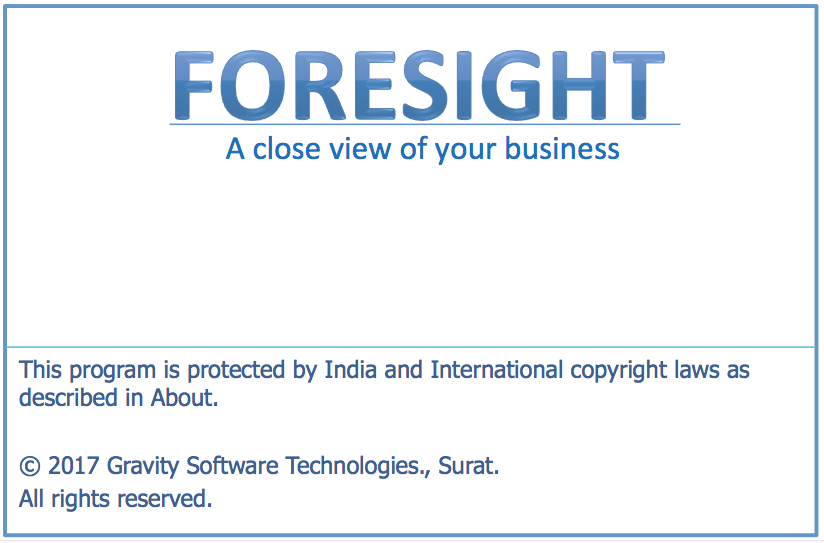 FORESIGHT
A close view of your business
This program is protected by India and International copyright laws as
described in About.
© 2017 Gravity Software Technologies., Surat.
All rights reserved.